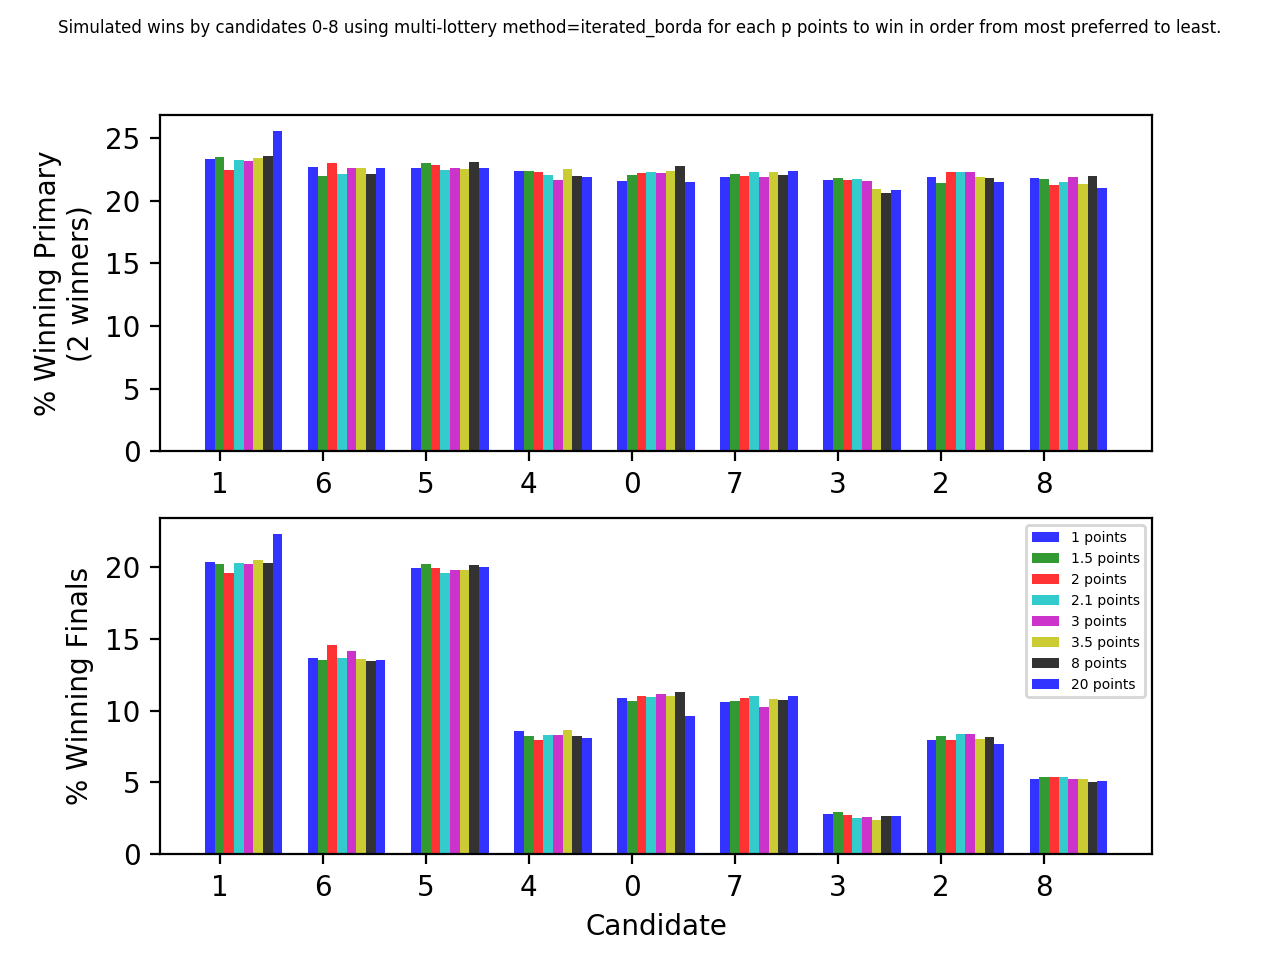 Simulated wins by candidates 0-8 using multi-lottery method=iterated_borda for each p points to win in order from most preferred to least.
% Winning Primary
(2 winners)
25
20
15
10
5
0
1 6 5 4 0 7 3 2 8
% Winning Finals
20
15
10
5
0
1 points
1.5 points
2 points
2.1 points
3 points
3.5 points
8 points
20 points
1 6 5 4 0 7 3 2 8
Candidate